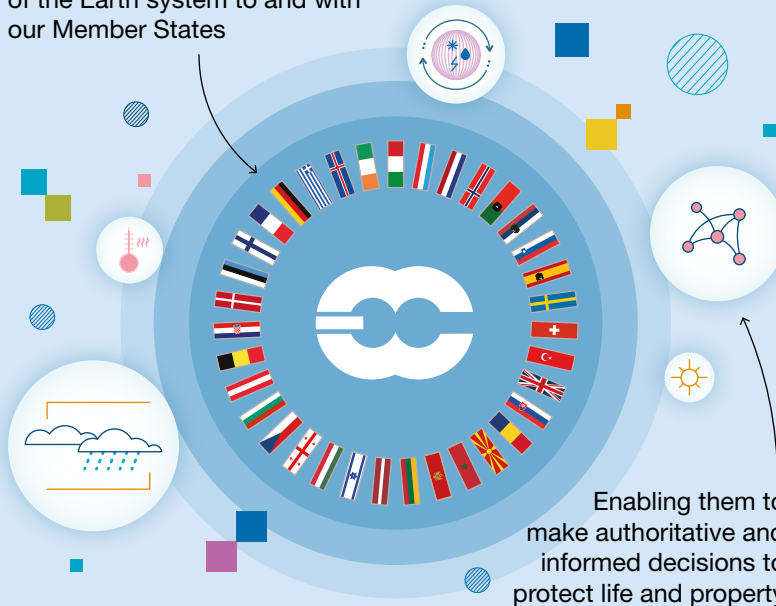 of the Earth system to and with
our Member States
Enabling them to
make authoritative and
informed decisions to
protect life and property